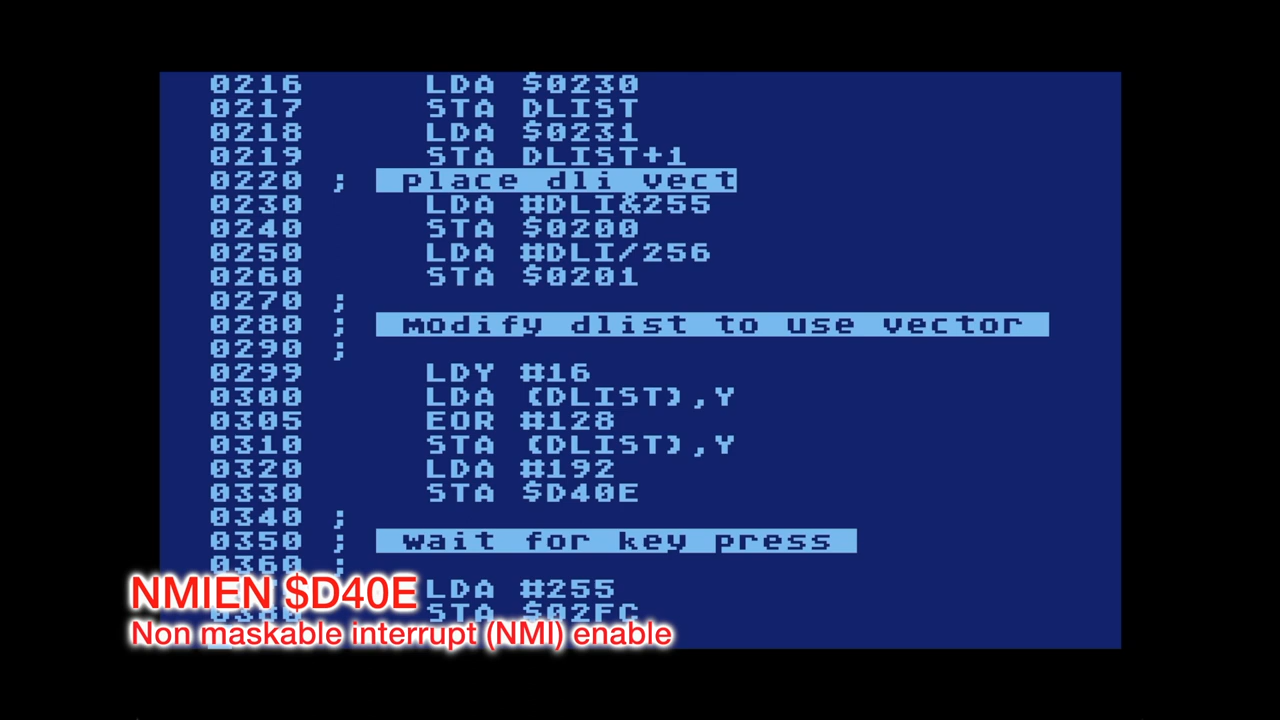 0216 LDA $0230
0217 STA DLIST
0218 LDA $0231
0219 STA DLIST+1
0220 ; place dli vect
0230 LDA #DLI&255
0240 STA $0200
0250 LDA #DLI/256
0260 STA $0201
0270 ;
0280 ; modify dlist to use vector
0290 ;
0299 LDY #16
0300 LDA (DLIST),Y
0305 EOR #128
0310 STA (DLIST),Y
0320 LDA #192
0330 STA $D40E
0340 ;
0350 ; wait for key press
0360 ;
LDA #255
0380 STA $02FC
NMIEN $D40E
Non maskable interrupt (NMI) enable